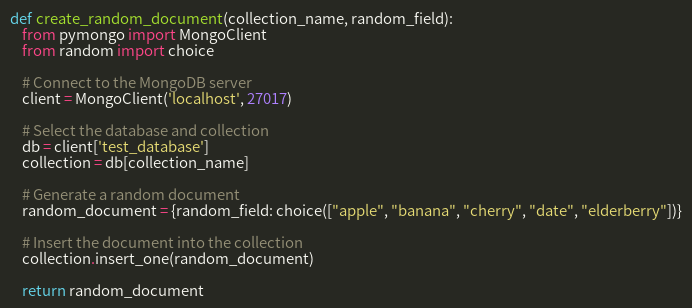 def create_random_document(collection_name, random_field):
from pymongo import MongoClient
from random import choice
# Connect to the MongoDB server
client = MongoClient('localhost', 27017)
# Select the database and collection
db = client['test_database']
collection = db[collection_name]
# Generate a random document
random_document = {random_field: choice(["apple", "banana", "cherry", "date", "elderberry"])}
# Insert the document into the collection
collection.insert_one(random_document)
return random_document